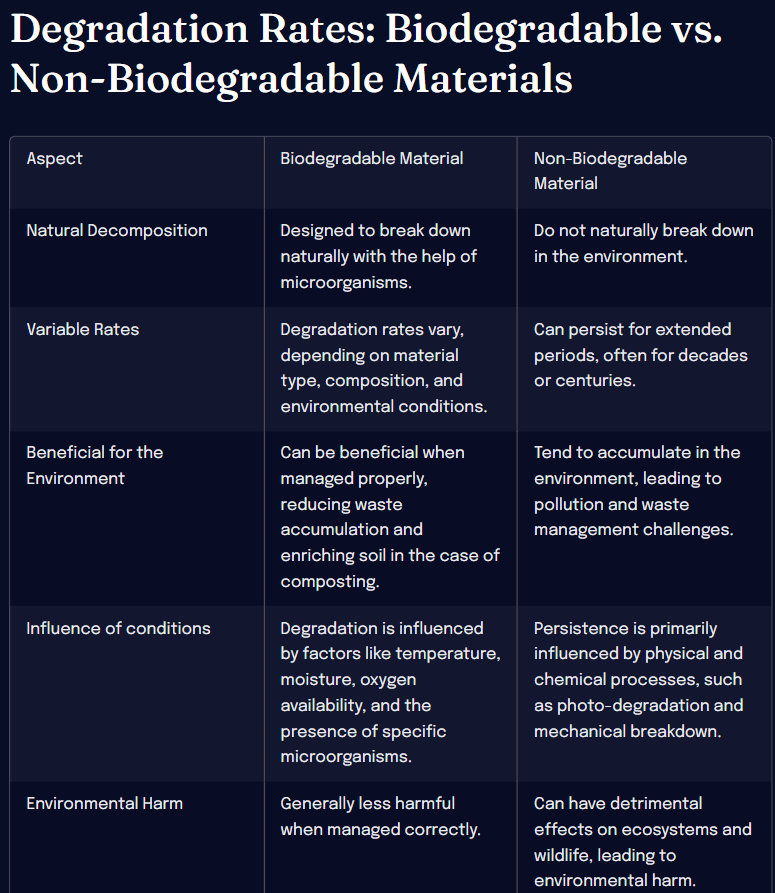 Degradation Rates: Biodegradable vs.
Non-Biodegradable Materials
Aspect
Biodegradable Material
Non-Biodegradable
Material
Natural Decomposition
Designed to break down
naturally with the help of
microorganisms.
Do not naturally break down
in the environment.
Variable Rates
Degradation rates vary,
depending on material
type, composition, and
environmental conditions.
Can persist for extended
periods, often for decades
or centuries.
Beneficial for the
Environment
Can be beneficial when
managed properly,
reducing waste
accumulation and
enriching soil in the case of
composting.
Tend to accumulate in the
environment, leading to
pollution and waste
management challenges.
Influence of conditions
Degradation is influenced
by factors like temperature,
moisture, oxygen
availability, and the
presence of specific
microorganisms.
Persistence is primarily
influenced by physical and
chemical processes, such
as photo-degradation and
mechanical breakdown.
Environmental Harm
Generally less harmful
when managed correctly.
Can have detrimental
effects on ecosystems and
wildlife, leading to
environmental harm.